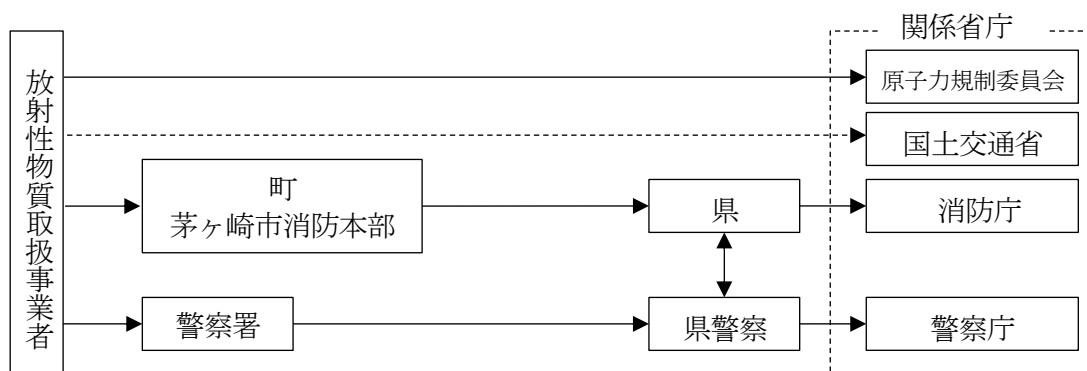 関係省庁
放射性物質取扱事業者
原子力規制委員会
国土交通省
町
茅ヶ崎市消防本部
県
消防庁
警察署
県警察
警察庁